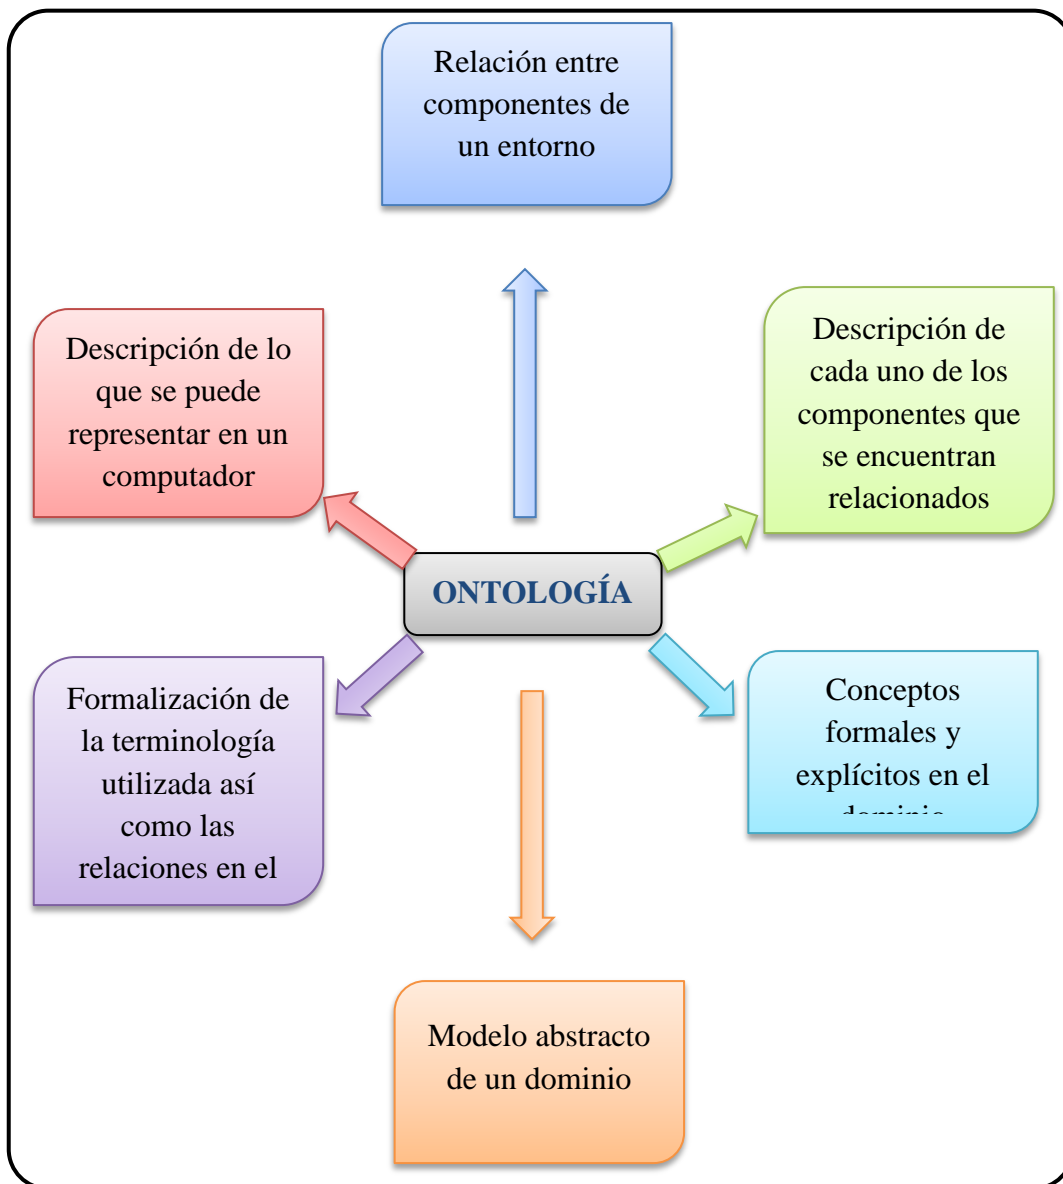 Relación entre
componentes de
un entorno
Descripción de lo
que se puede
representar en un
computador
Descripción de
cada uno de los
componentes que
se encuentran
relacionados
ONTOLOGÍA
Formalización de
la terminología
utilizada así
como las
relaciones en el
Conceptos
formales y
explícitos en el
dominio
Modelo abstracto
de un dominio